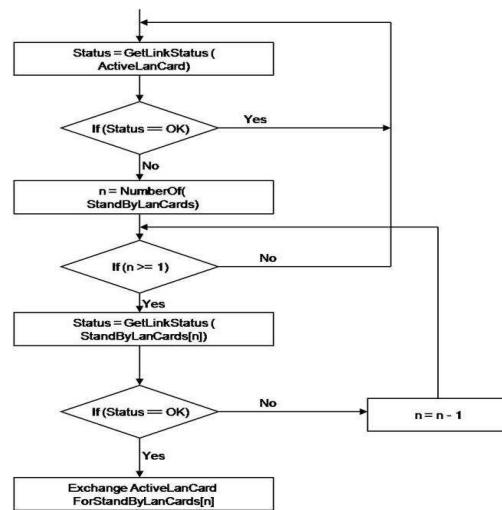 Status = GetLinkStatus (
ActiveLanCard)
If (Status == OK)
Yes
No
n = NumberOf(
StandByLanCards)
If (n >= 1)
No
Yes
Status = GetLinkStatus (
StandByLanCards[n])
If (Status == OK)
No
n = n - 1
Yes
Exchange ActiveLanCard
ForStandByLanCards[n]